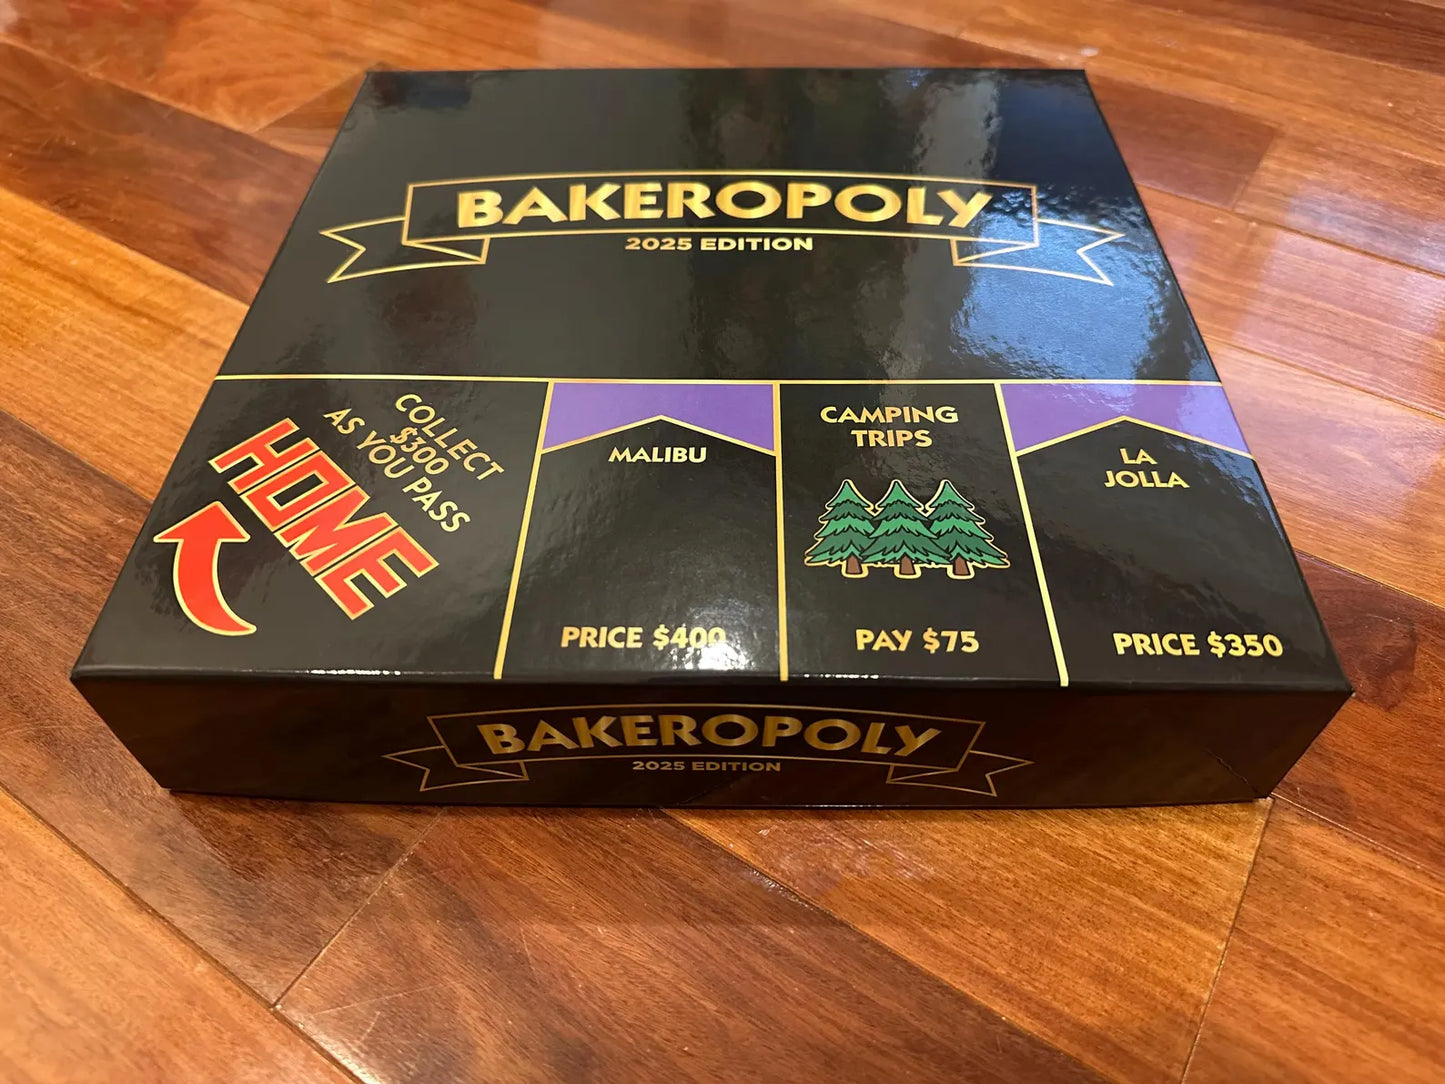 BAKEROPOLY
2025 EDITION
COLLECT
$300
AS YOU PASS
HOME
MALIBU
PRICE $400
CAMPING
TRIPS
PAY $75
LA
JOLLA
PRICE $350
BAKEROPOLY
2025 EDITION